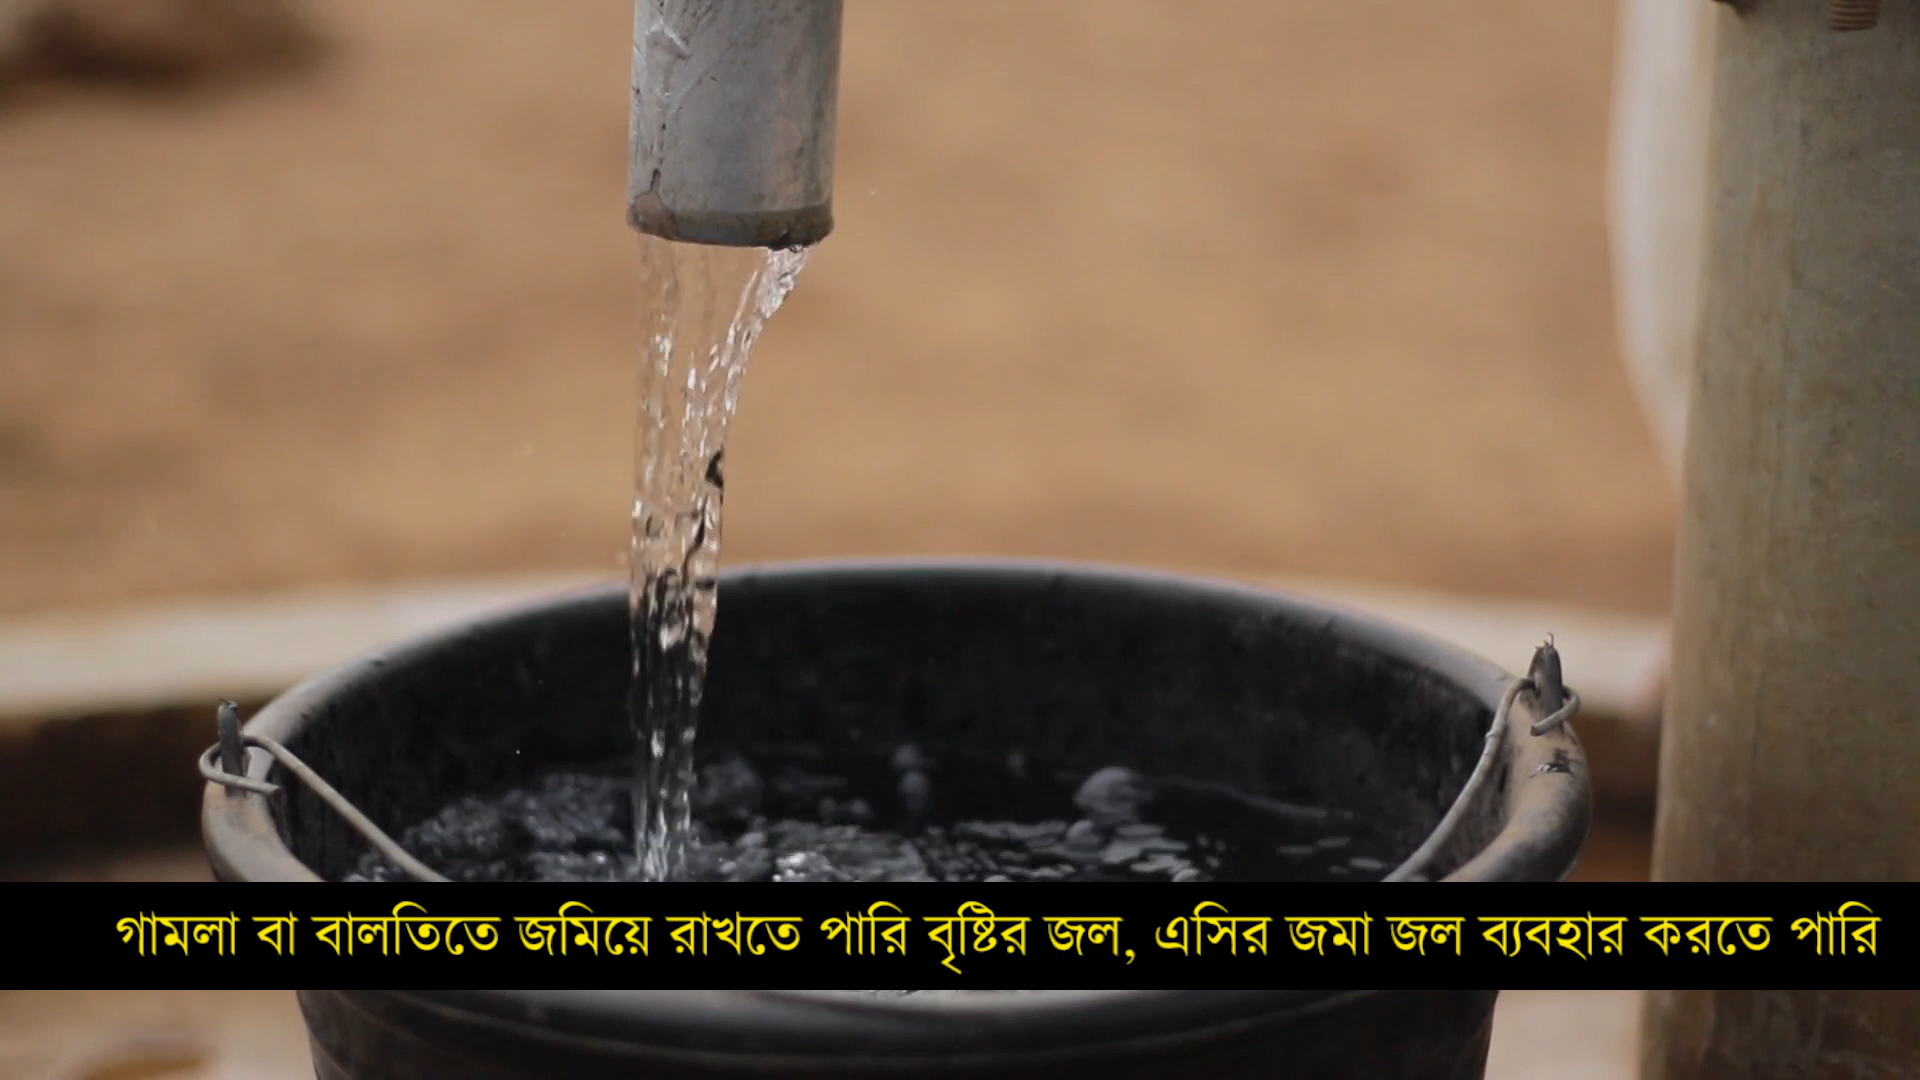 গামলা বা বালতিতে জমিয়ে রাখতে পারি বৃষ্টির জল, এসির জমা জল ব্যবহার করতে পারি